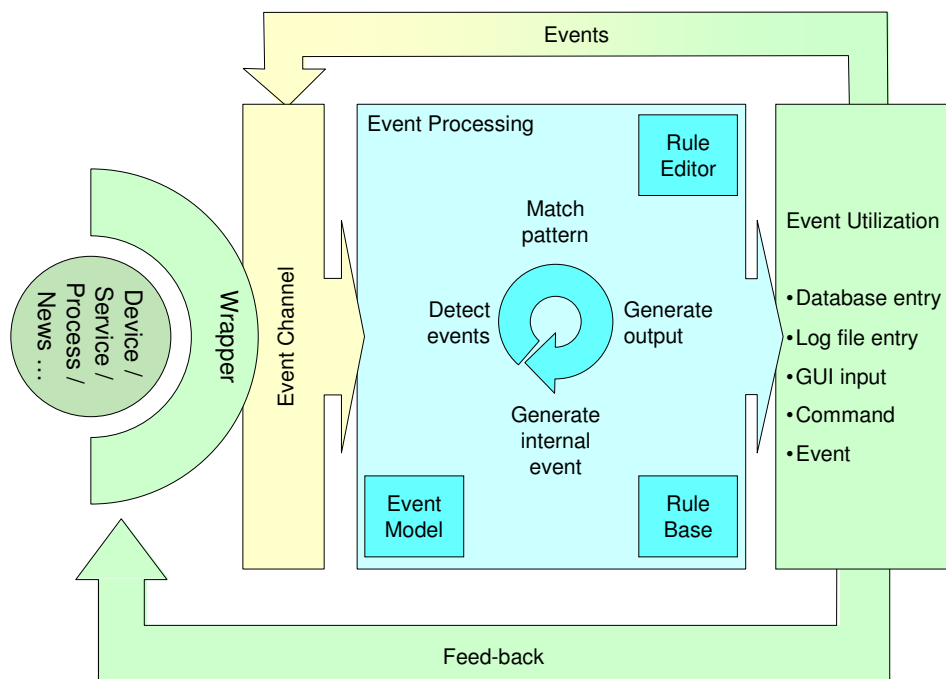 Events
Event Processing
Rule
Editor
Match
pattern
Event Utilization
Device /
Service /
Process /
News ...
Wrapper
Event Channel
Detect
events
Generate
output
•Database entry
•Log file entry
•GUI input
•Command
•Event
Generate
internal
event
Event
Model
Rule
Base
Feed-back